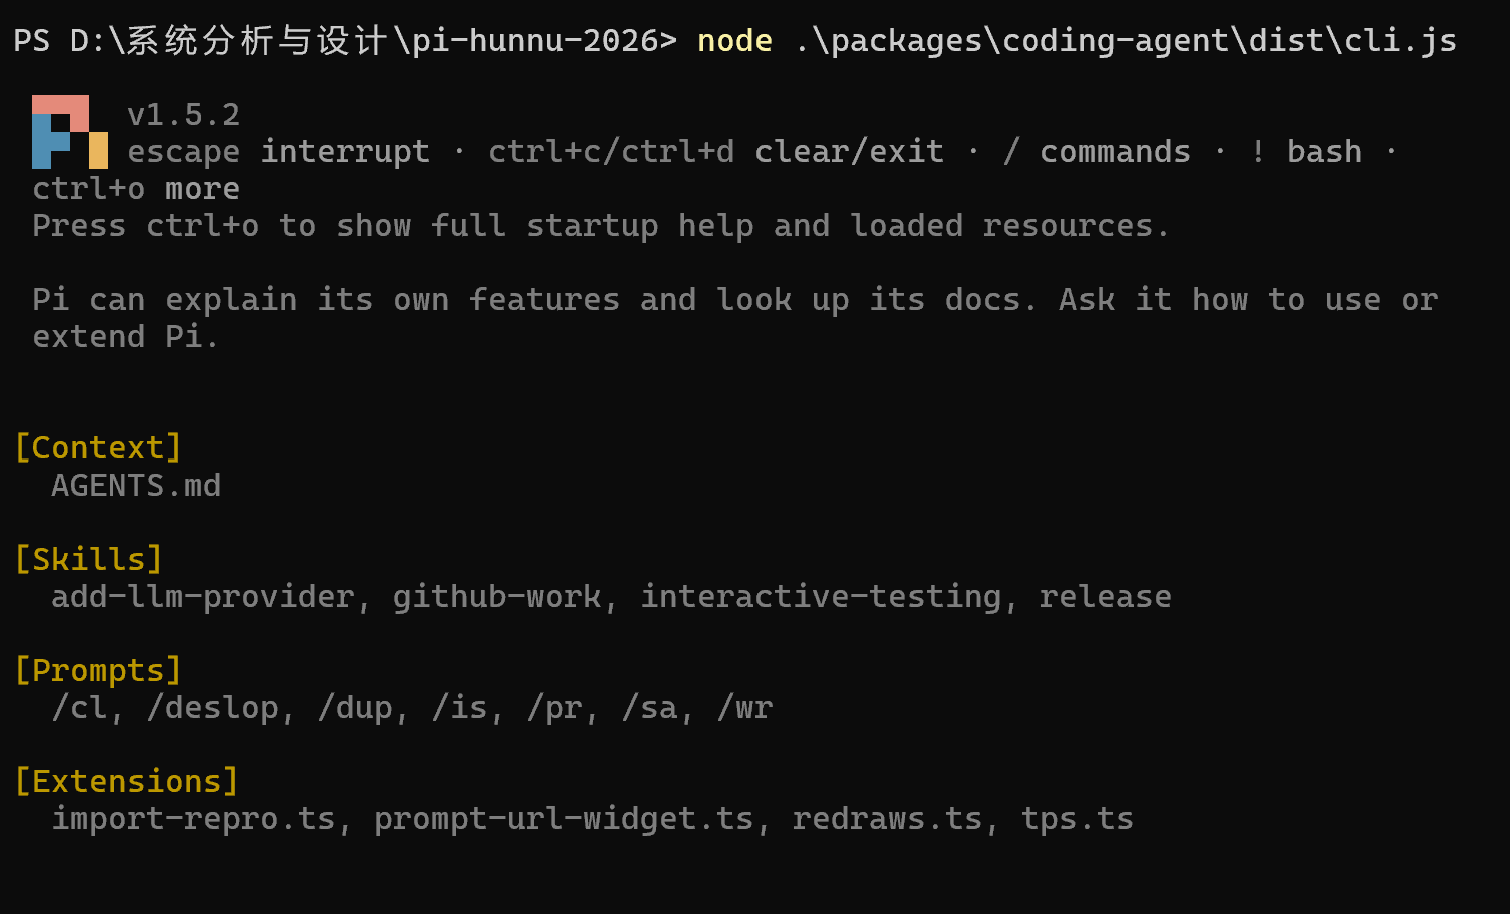 PS D:\系统分析与设计\pi-hunnu-2026> node .\packages\coding-agent\dist\cli.js
v1.5.2
escape interrupt · ctrl+c/ctrl+d clear/exit · / commands · ! bash ·
ctrl+o more
Press ctrl+o to show full startup help and loaded resources.
Pi can explain its own features and look up its docs. Ask it how to use or
extend Pi.
[Context]
AGENTS.md
[Skills]
add-llm-provider, github-work, interactive-testing, release
[Prompts]
/cl, /deslop, /dup, /is, /pr, /sa, /wr
[Extensions]
import-repro.ts, prompt-url-widget.ts, redraws.ts, tps.ts